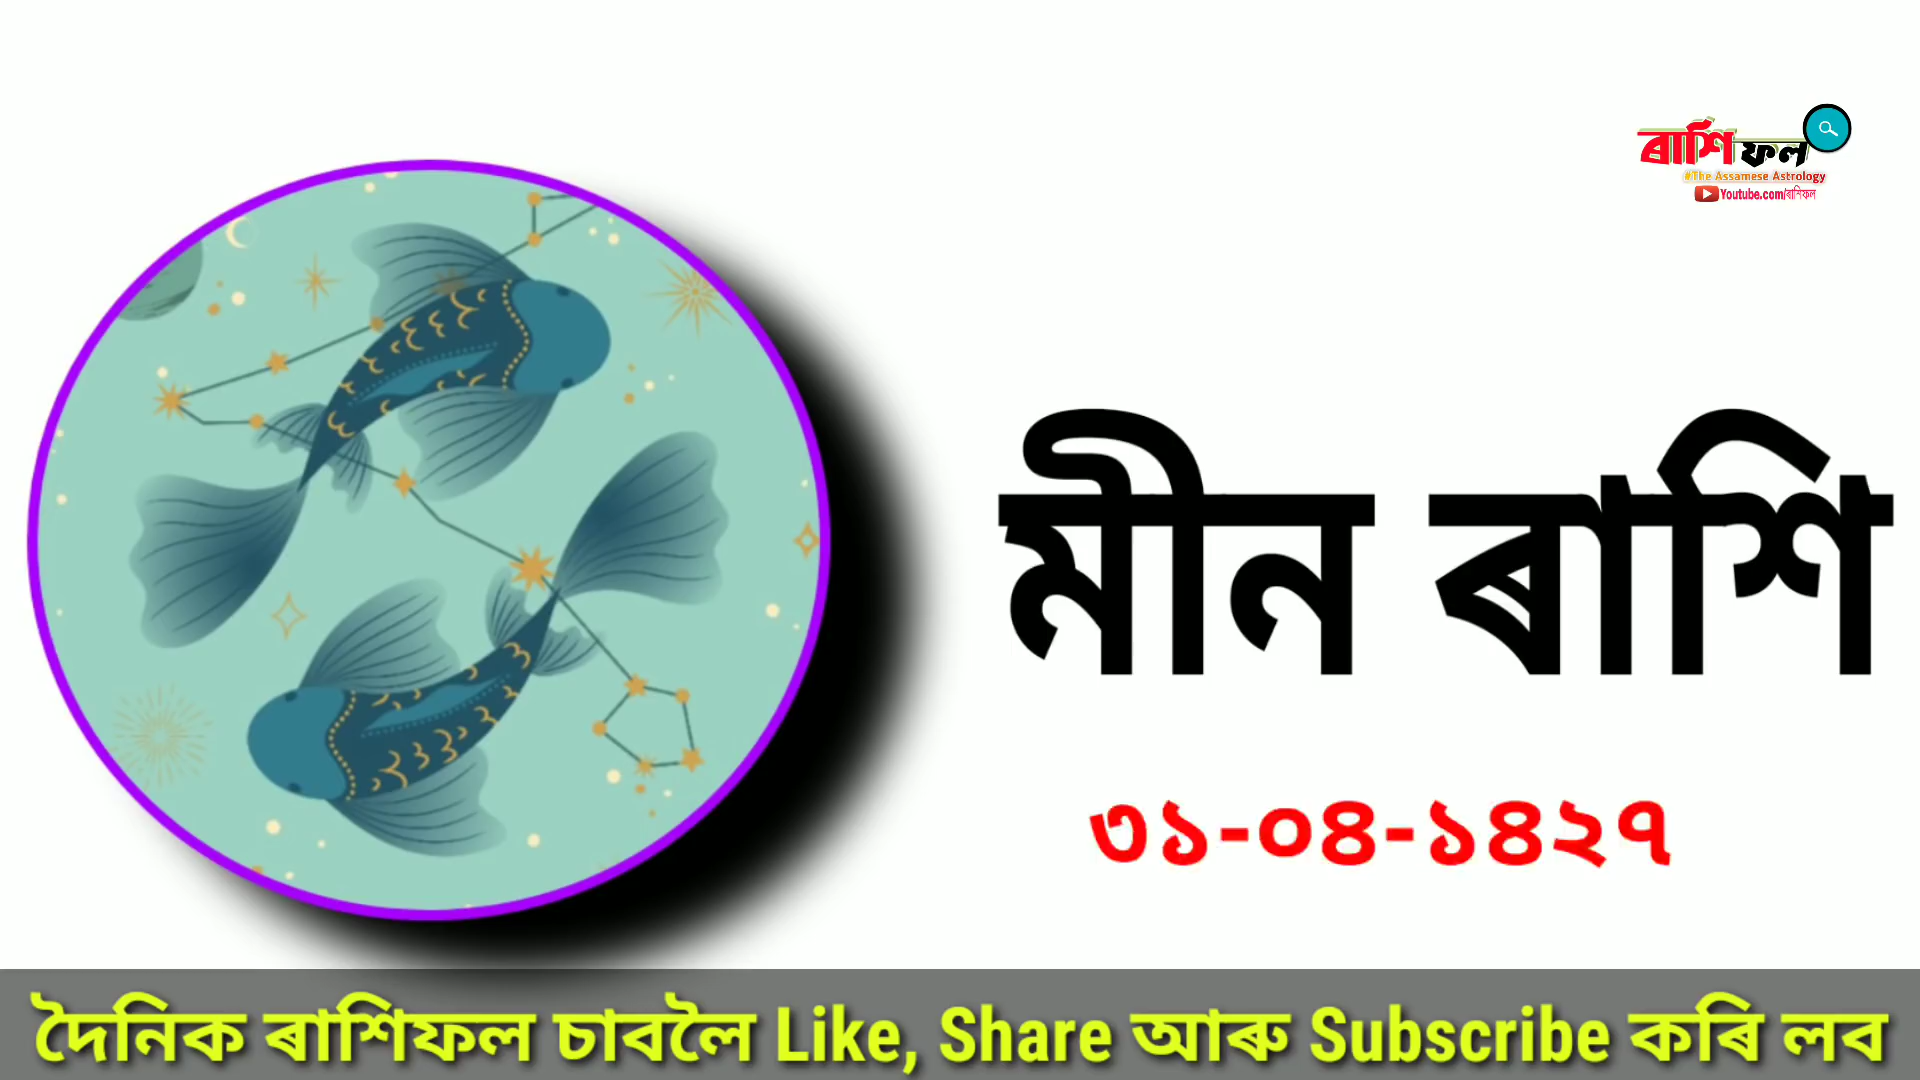 ৰাশি ফল
#The Assamese Astrology
Youtube.com/ৰাশিফল
মীন ৰাশি
৩১-০৪-১৪২৭
দৈনিক ৰাশিফল চাবলৈ Like, Share আৰু Subscribe কৰি লব